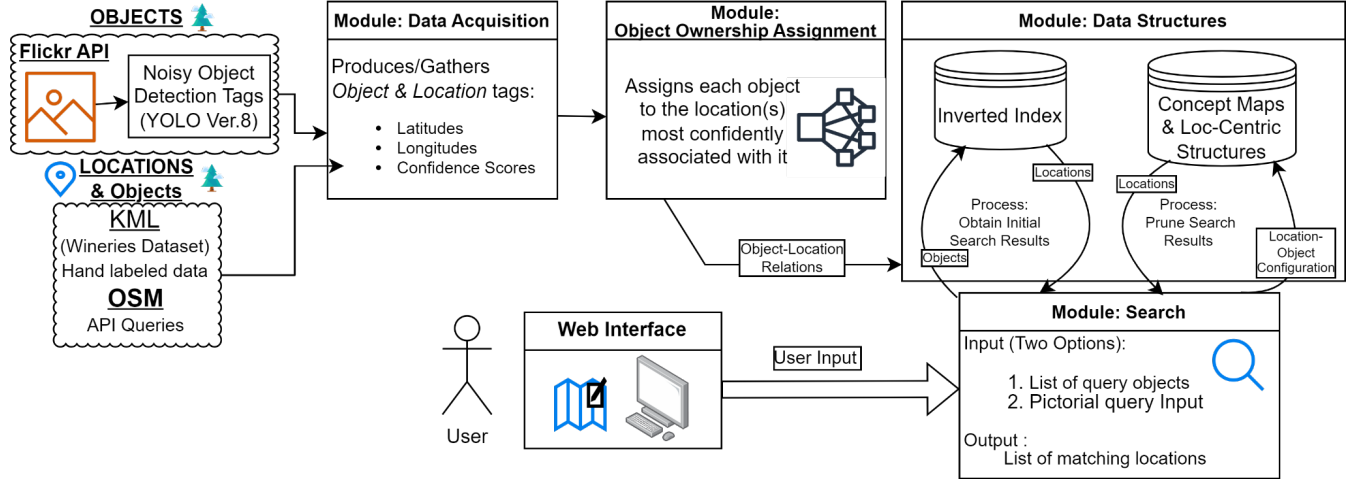 OBJECTS
Flickr API
Noisy Object
Detection Tags
(YOLO Ver.8)
LOCATIONS
& Objects
KML
(Wineries Dataset)
Hand labeled data
OSM
API Queries
Module: Data Acquisition
Produces/Gathers
Object & Location tags:
• Latitudes
• Longitudes
• Confidence Scores
Module:
Object Ownership Assignment
Assigns each object
to the location(s)
most confidently
associated with it
Object-Location
Relations
Module: Data Structures
Inverted Index
Concept Maps
& Loc-Centric
Structures
Locations
Locations
Process:
Obtain Initial
Search Results
Process:
Prune Search
Results
Objects
Location-
Object
Configuration
User
Web Interface
User Input
Module: Search
Input (Two Options):
1. List of query objects
2. Pictorial query Input
Output :
List of matching locations